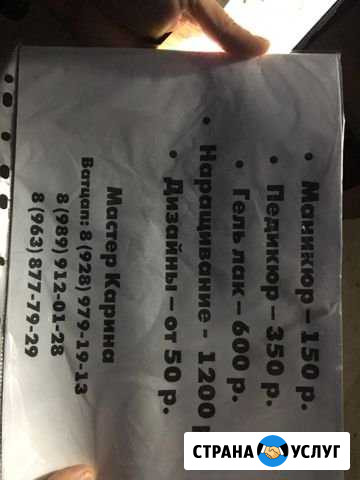 • Маникюр – 150 р.
• Педикюр – 350 р.
• Гель лак – 600 р.
• Наращивание - 1200 р
• Дизайны – от 50 р.
Мастер Карина
Ватцап: 8 (928) 979-19-13
8 (989) 912-01-28
8 (963) 877-79-29
СТРАНА УСЛУГ